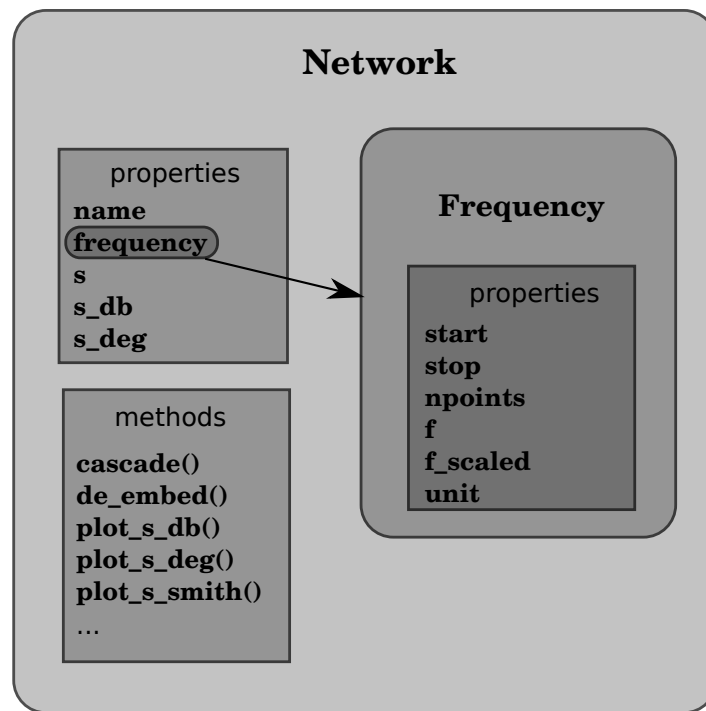 Network
properties
name
frequency
s
s_db
s_deg
methods
cascade()
de_embed()
plot_s_db()
plot_s_deg()
plot_s_smith()
...
Frequency
properties
start
stop
npoints
f
f_scaled
unit